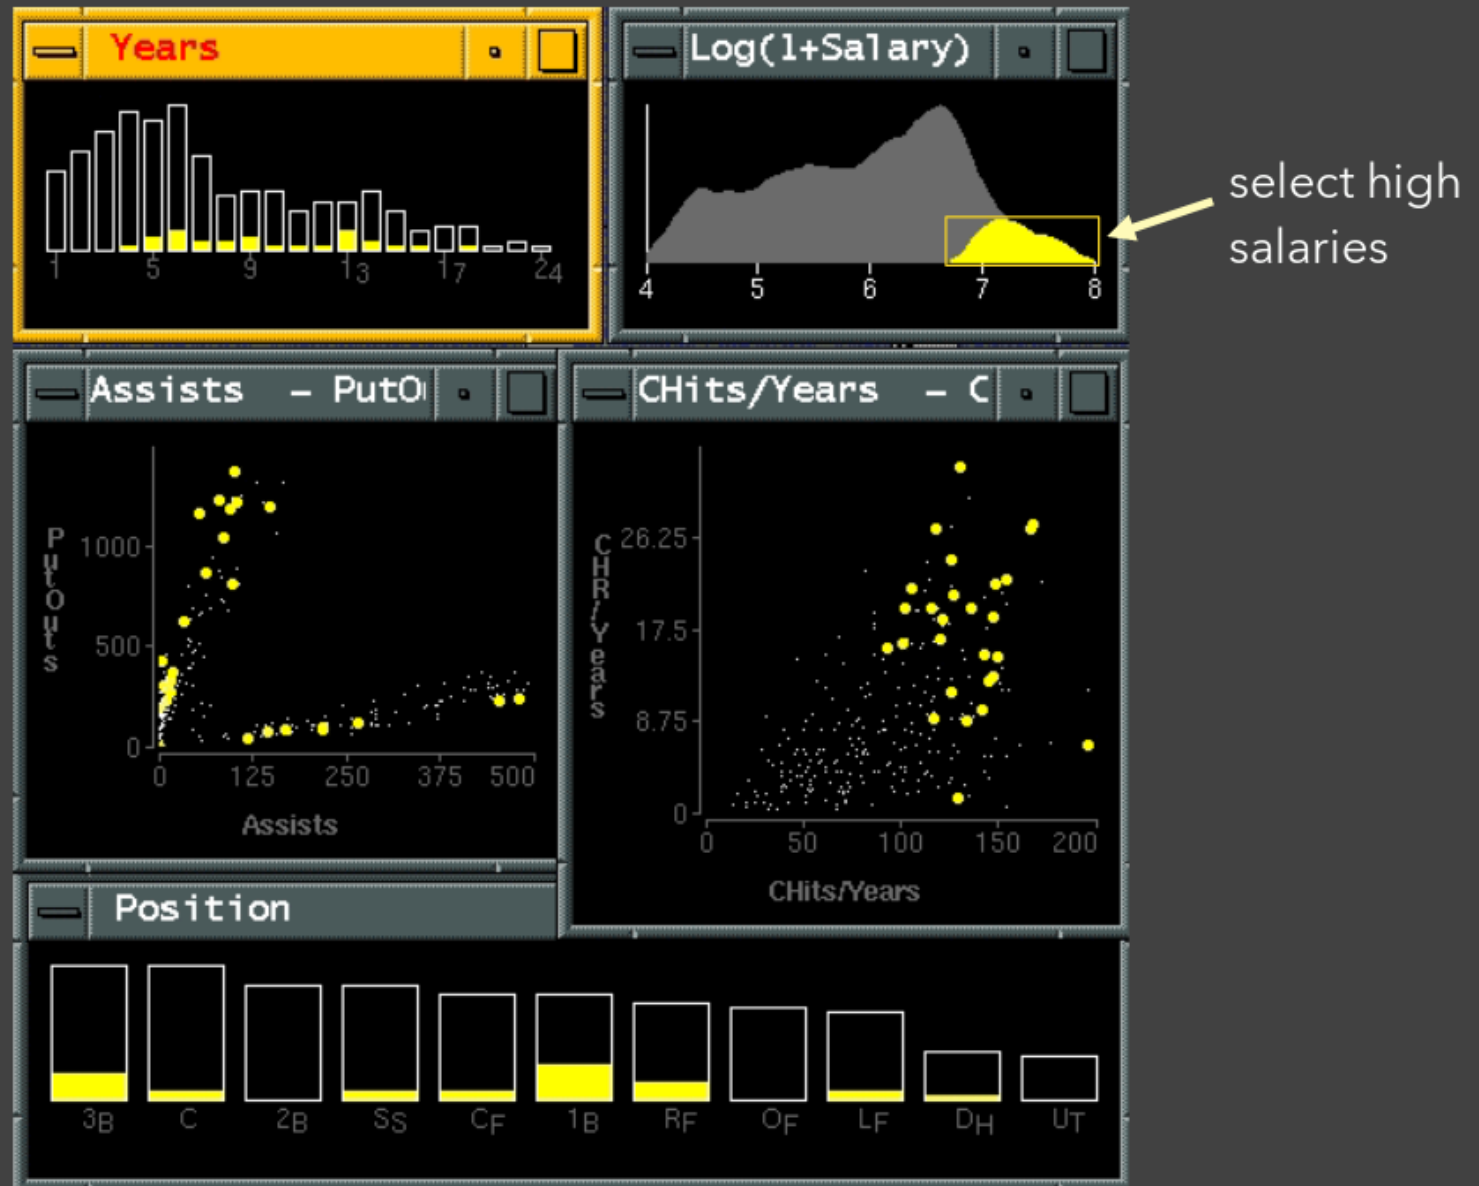 Years
1 5 9 13 17 24
Log(1+Salary)
4 5 6 7 8
select high
salaries
Assists – PutO
PutOuts
1000
500
0
0 125 250 375 500
Assists
CHits/Years – C
CHR/Years
26.25
17.5
8.75
0
0 50 100 150 200
CHits/Years
Position
3B C 2B SS CF 1B RF OF LF DH UT